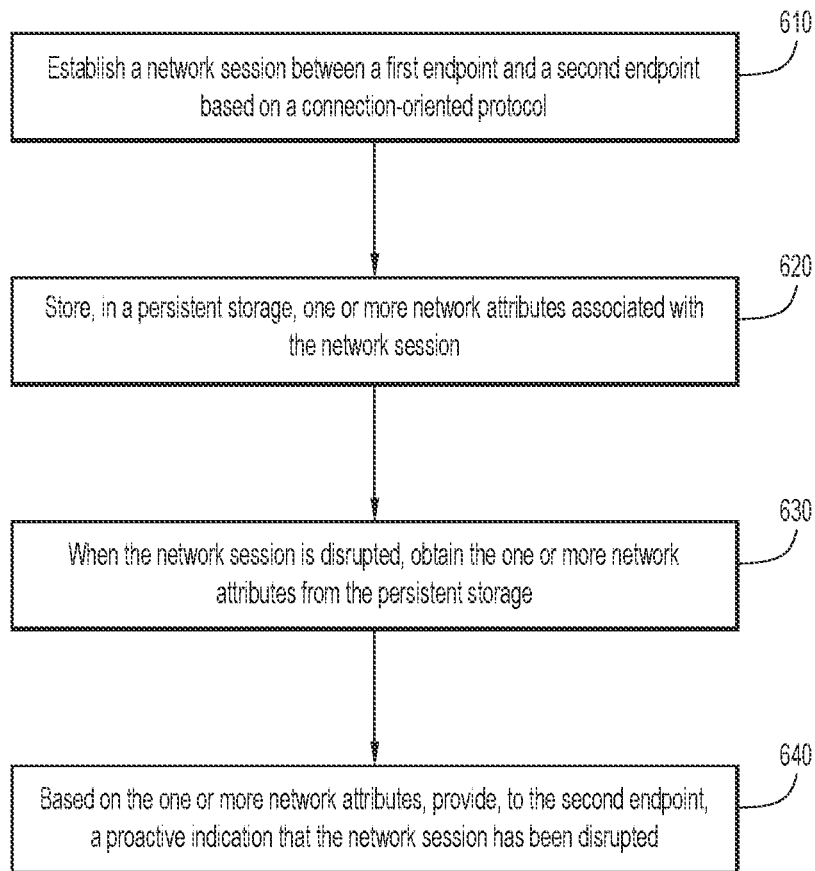 610
Establish a network session between a first endpoint and a second endpoint
based on a connection-oriented protocol
620
Store, in a persistent storage, one or more network attributes associated with
the network session
630
When the network session is disrupted, obtain the one or more network
attributes from the persistent storage
640
Based on the one or more network attributes, provide, to the second endpoint,
a proactive indication that the network session has been disrupted